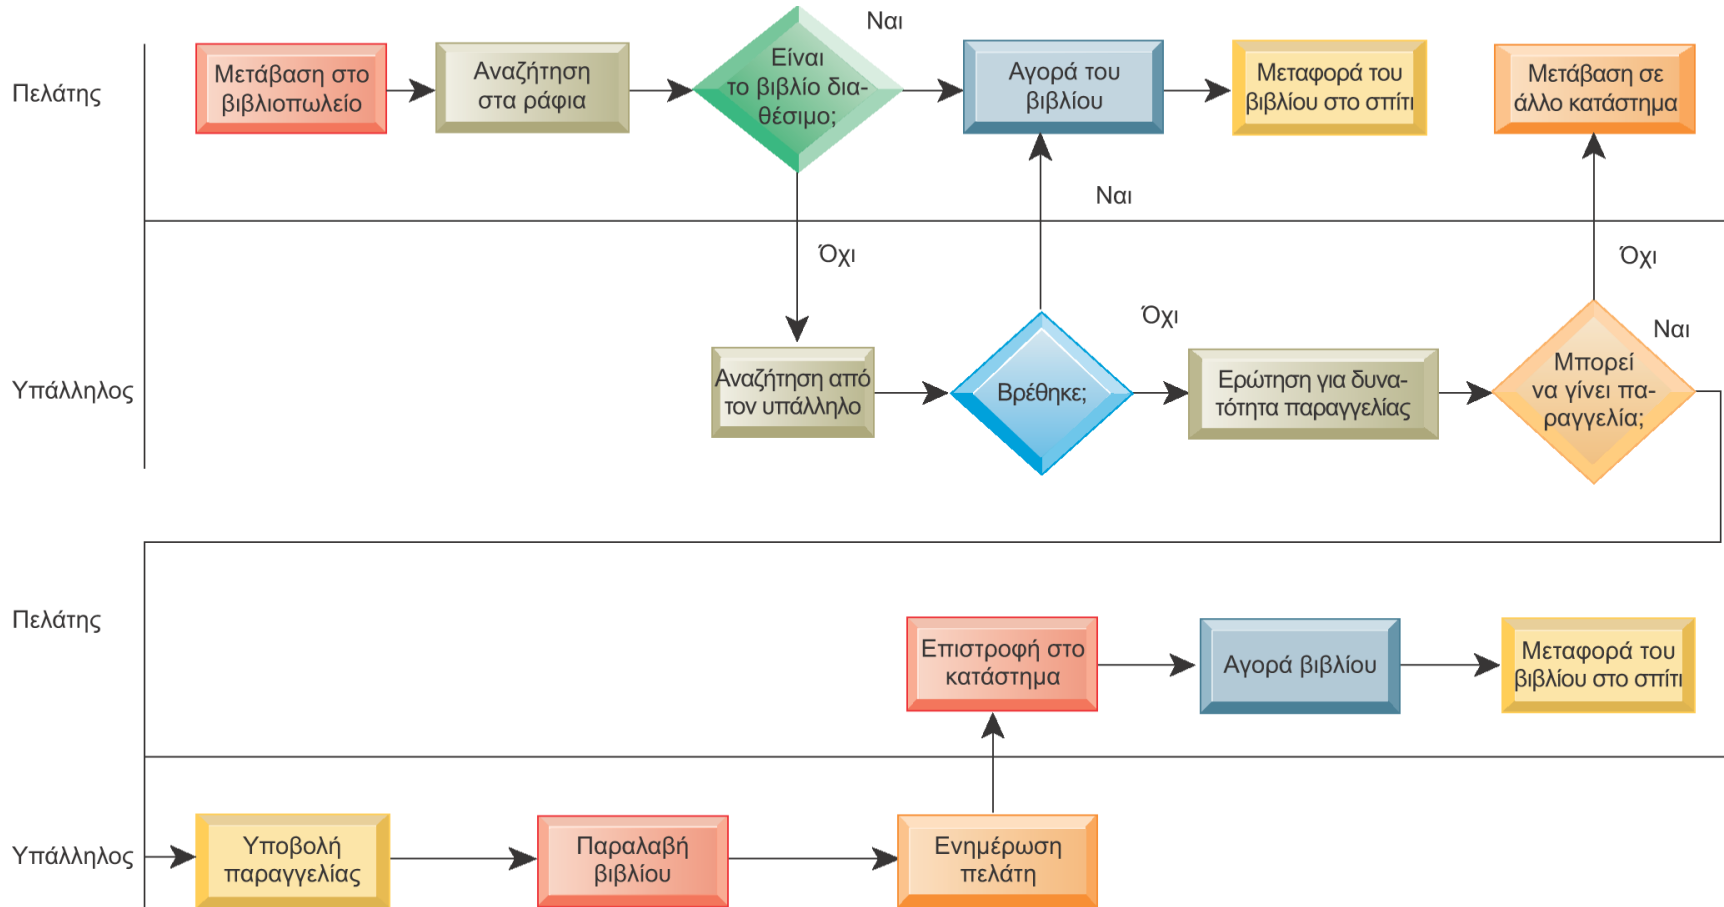 Πελάτης
Μετάβαση στο
βιβλιοπωλείο
Αναζήτηση
στα ράφια
Είναι
το βιβλίο δια-
θέσιμο;
Ναι
Αγορά του
βιβλίου
Μεταφορά του
βιβλίου στο σπίτι
Μετάβαση σε
άλλο κατάστημα
Όχι
Ναι
Όχι
Υπάλληλος
Αναζήτηση από
τον υπάλληλο
Βρέθηκε;
Όχι
Ερώτηση για δυνα-
τότητα παραγγελίας
Μπορεί
να γίνει πα-
ραγγελία;
Ναι
Πελάτης
Επιστροφή στο
κατάστημα
Αγορά βιβλίου
Μεταφορά του
βιβλίου στο σπίτι
Υπάλληλος
Υποβολή
παραγγελίας
Παραλαβή
βιβλίου
Ενημέρωση
πελάτη